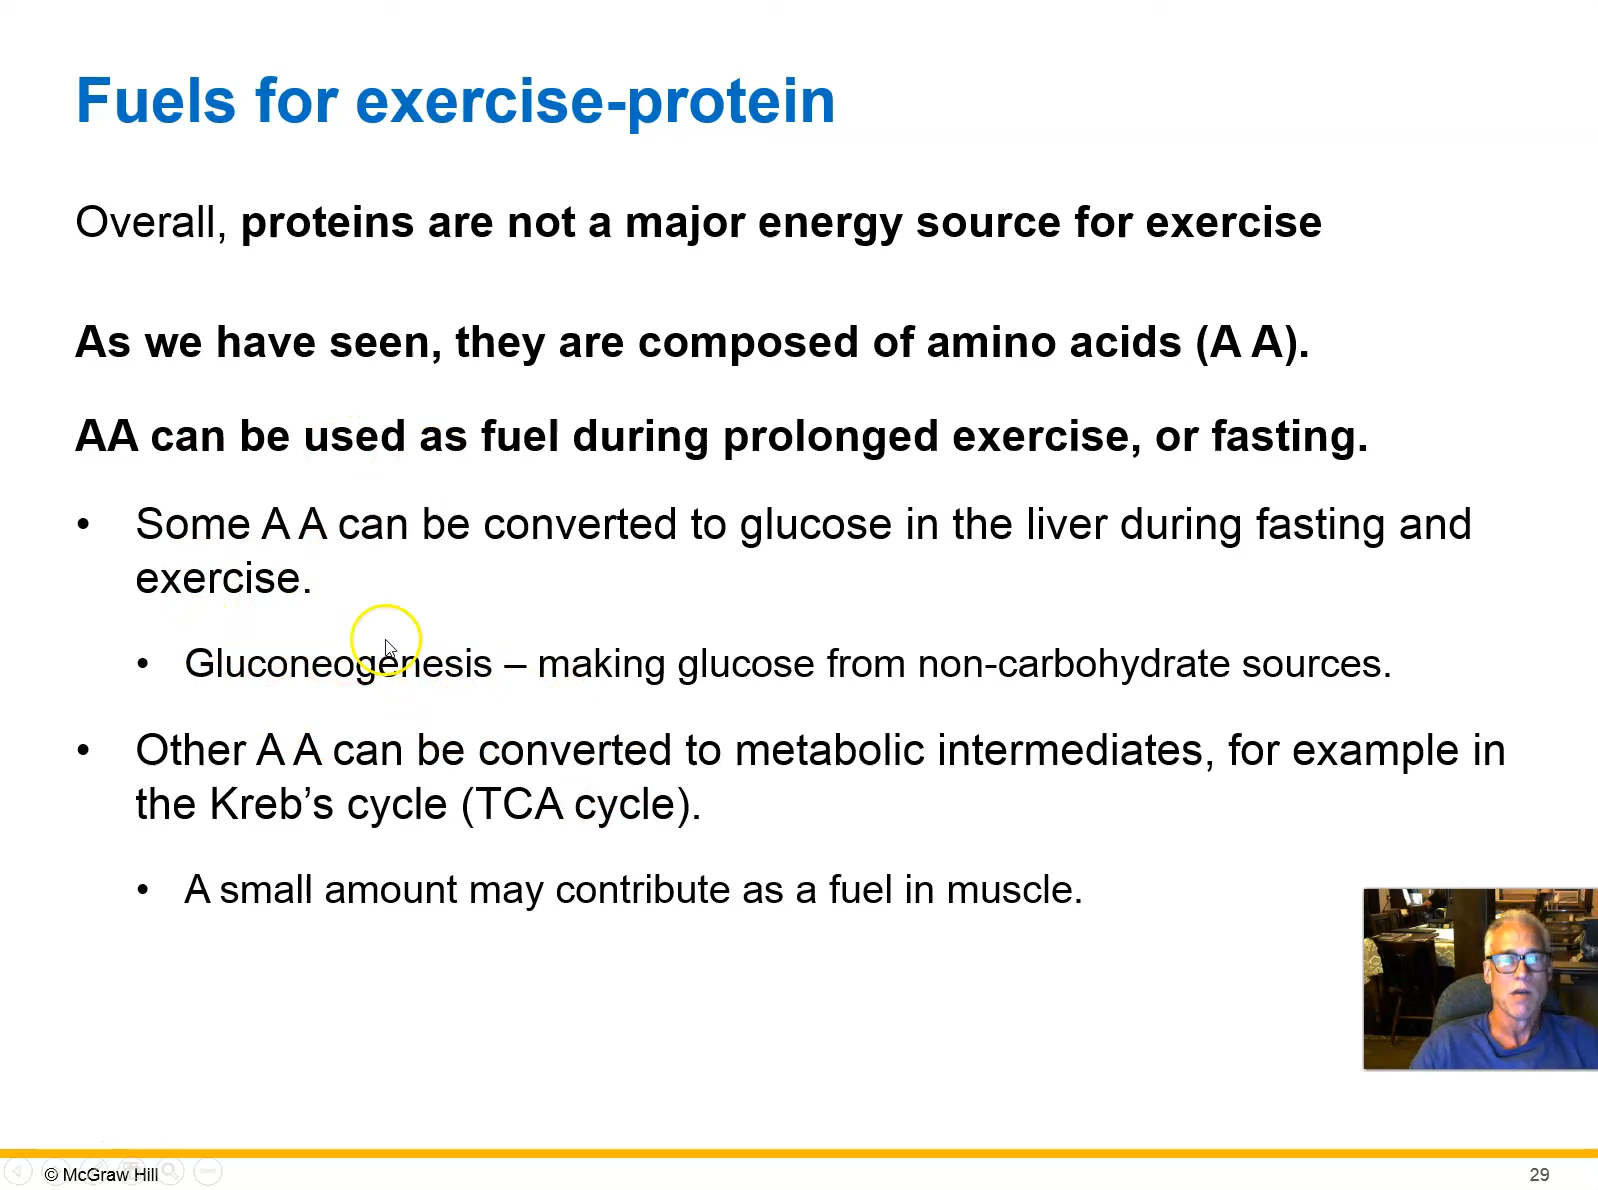 Fuels for exercise-protein
Overall, proteins are not a major energy source for exercise
As we have seen, they are composed of amino acids (A A).
AA can be used as fuel during prolonged exercise, or fasting.
• Some A A can be converted to glucose in the liver during fasting and
exercise.
• Gluconeogenesis – making glucose from non-carbohydrate sources.
• Other A A can be converted to metabolic intermediates, for example in
the Kreb’s cycle (TCA cycle).
• A small amount may contribute as a fuel in muscle.
© McGraw Hill
29